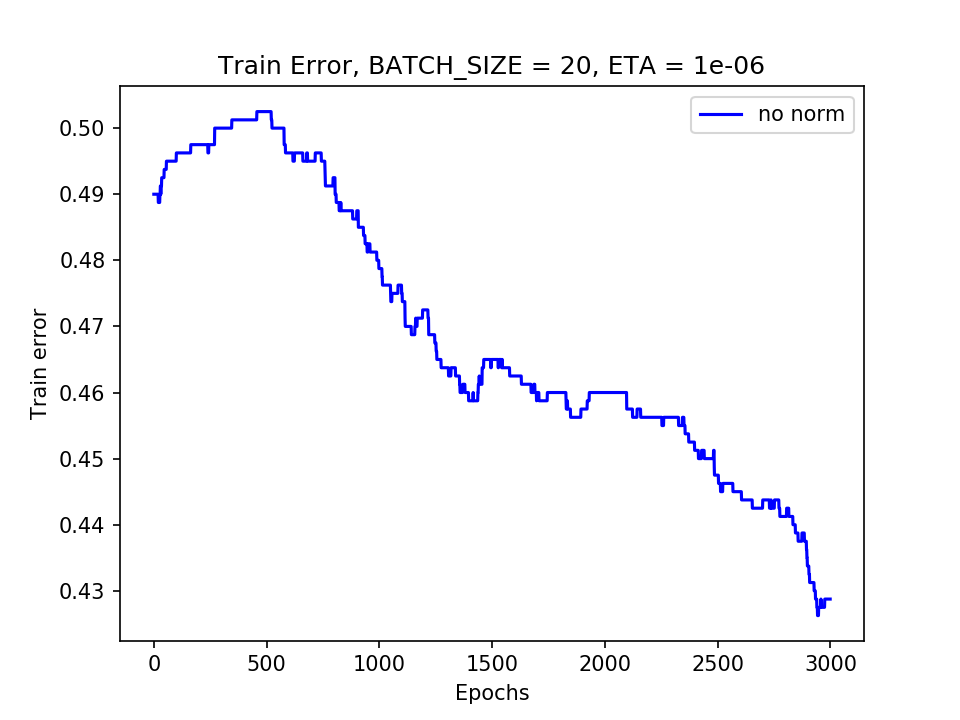 Train Error, BATCH_SIZE = 20, ETA = 1e-06
no norm
0.50
0.49
0.48
0.47
0.46
0.45
0.44
0.43
Train error
0 500 1000 1500 2000 2500 3000
Epochs